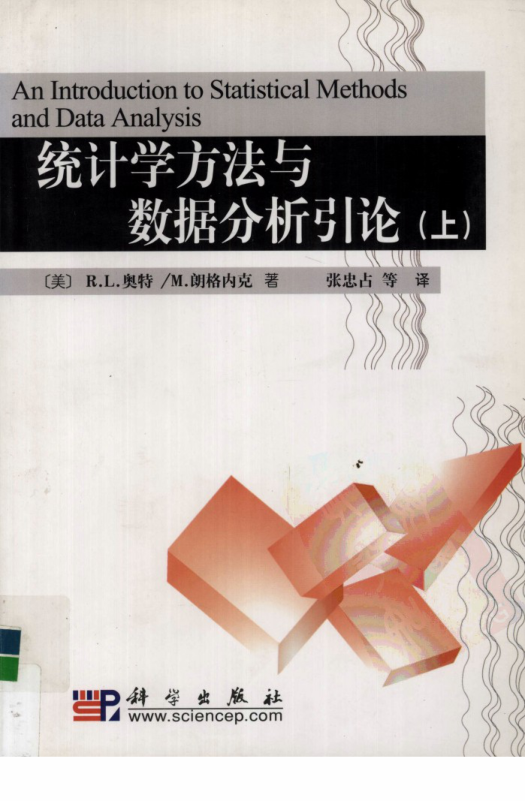 An Introduction to Statistical Methods
and Data Analysis
统计学方法与
数据分析引论（上）
〔美〕 R.L.奥特 /M.朗格内克 著 张忠占 等 译
科学出版社
www.sciencep.com